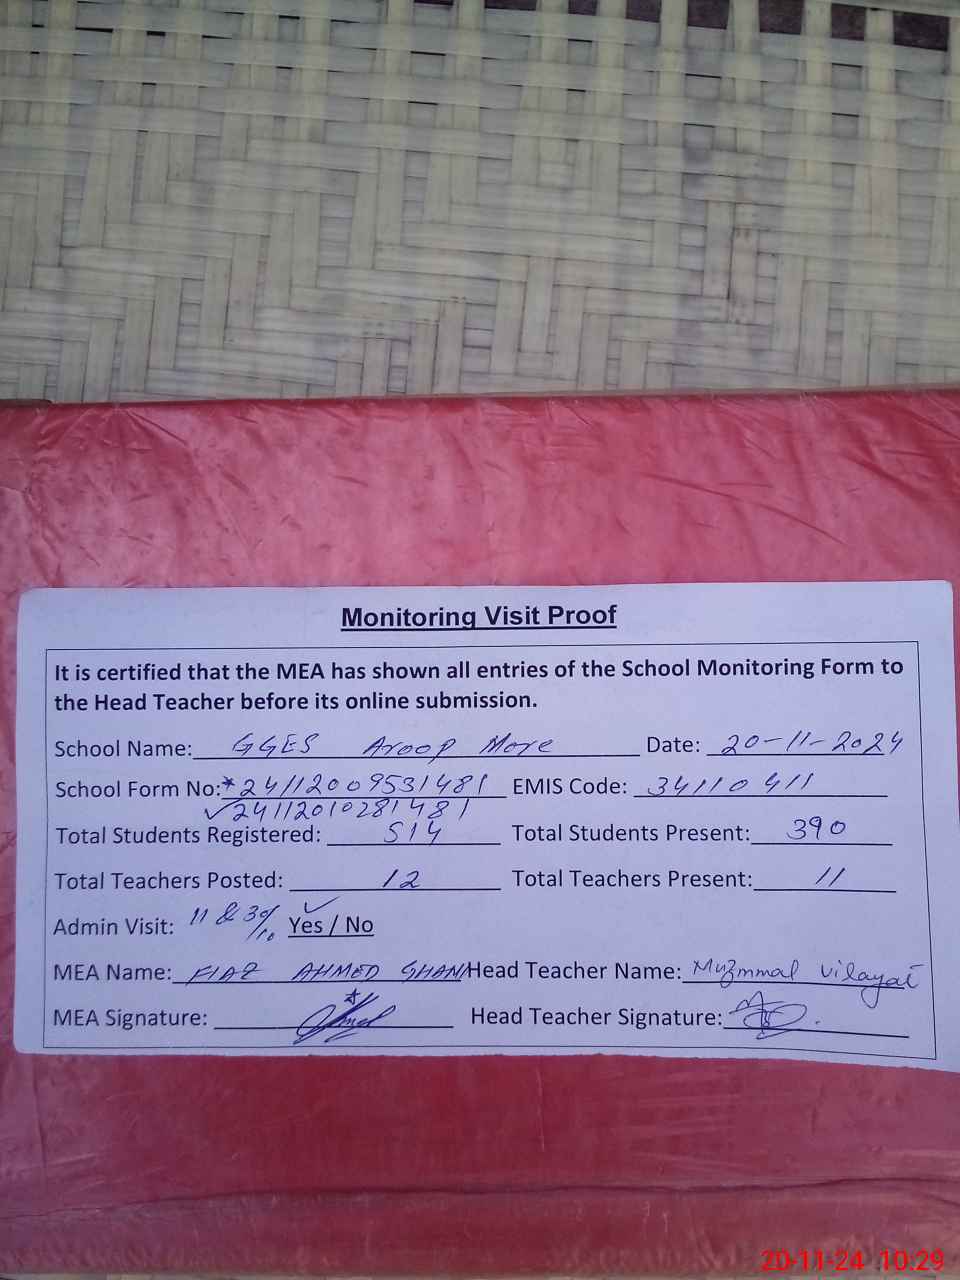 Monitoring Visit Proof
It is certified that the MEA has shown all entries of the School Monitoring Form to
the Head Teacher before its online submission.
School Name: GGES Aroop More Date: 20-11-2024
School Form No:*24112009531481 EMIS Code: 34110411
✓24112010281481
Total Students Registered: 514 Total Students Present: 390
Total Teachers Posted: 12 Total Teachers Present: 11
Admin Visit: 11 & 30/10 Yes / No
MEA Name: FIAZ AHMED GHANI Head Teacher Name: Muzmmal Vilayat
MEA Signature: Head Teacher Signature:
20-11-24 10:29